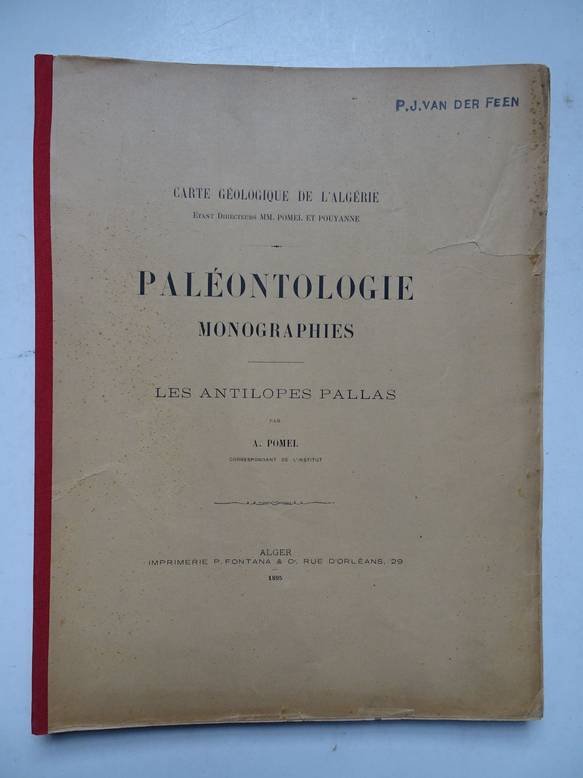 P.J. VAN DER FEEN
CARTE GÉOLOGIQUE DE L'ALGÉRIE
ETANT DIRECTEURS MM. POMEL ET POUYANNE
PALÉONTOLOGIE
MONOGRAPHIES
LES ANTILOPES PALLAS
PAR
A. POMEL
CORRESPONDANT DE L'INSTITUT
ALGER
IMPRIMERIE P. FONTANA & Cie, RUE D'ORLÉANS, 29
1895